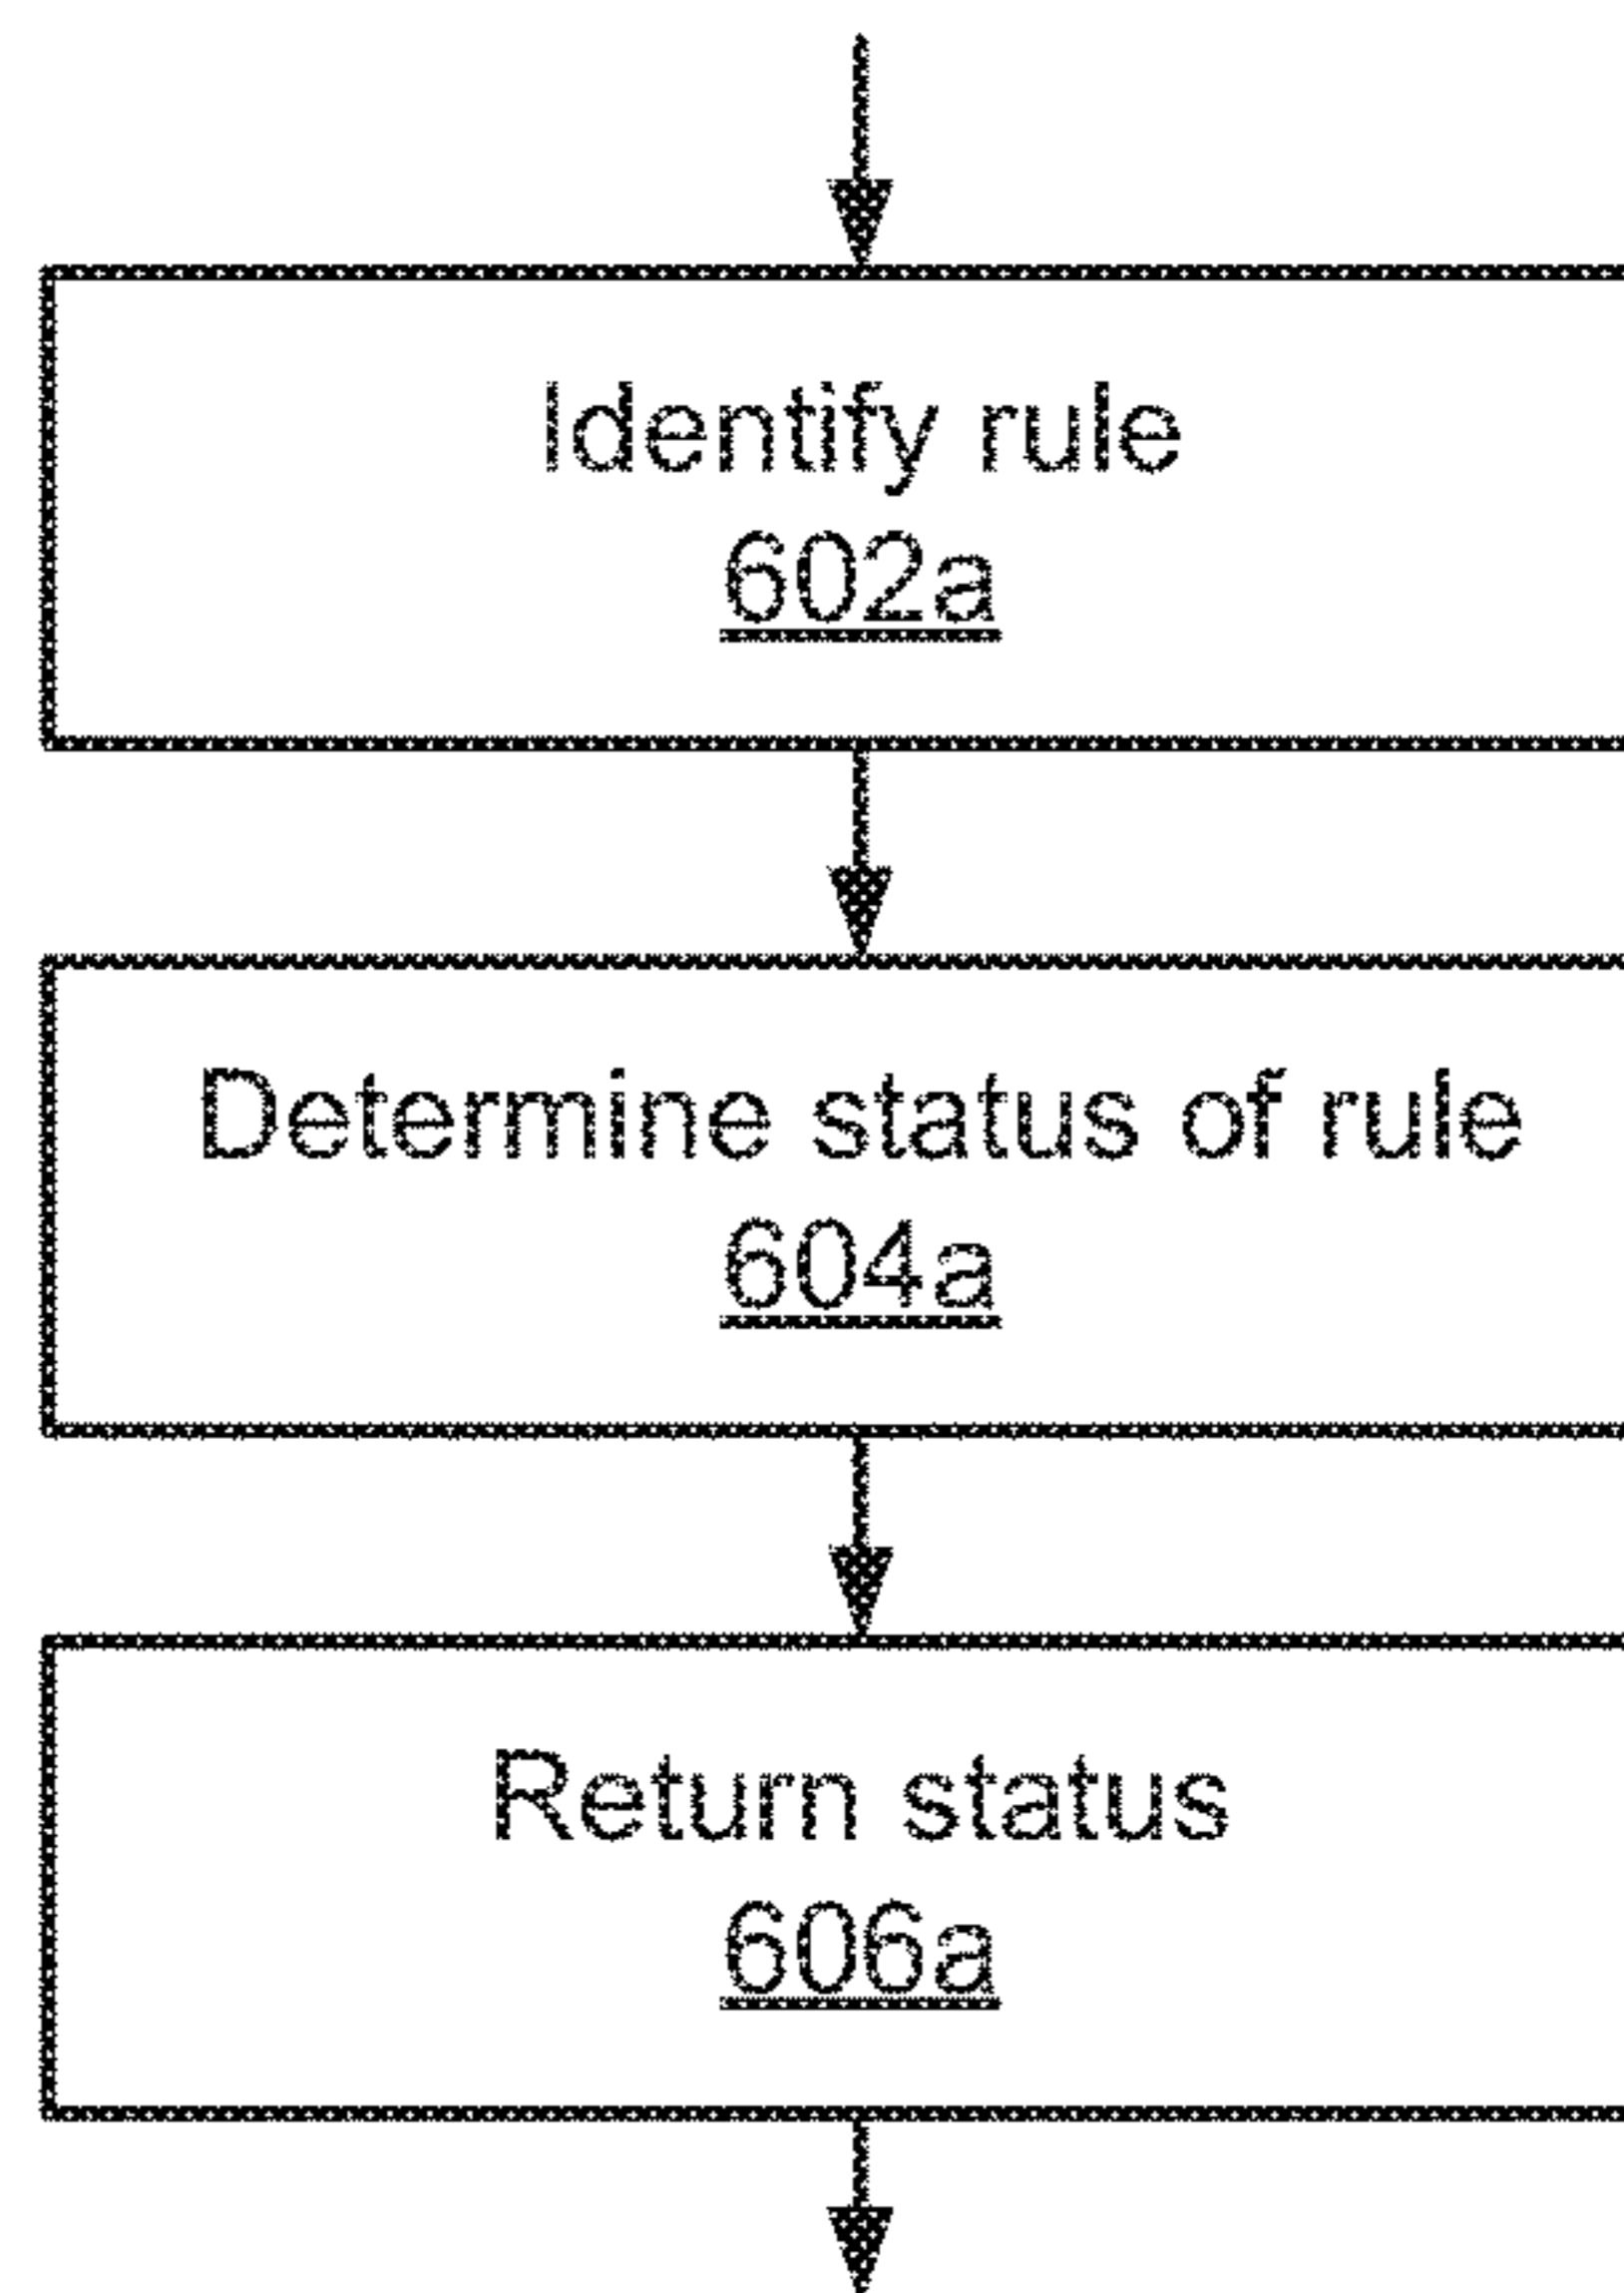 Identify rule
602a
Determine status of rule
604a
Return status
606a